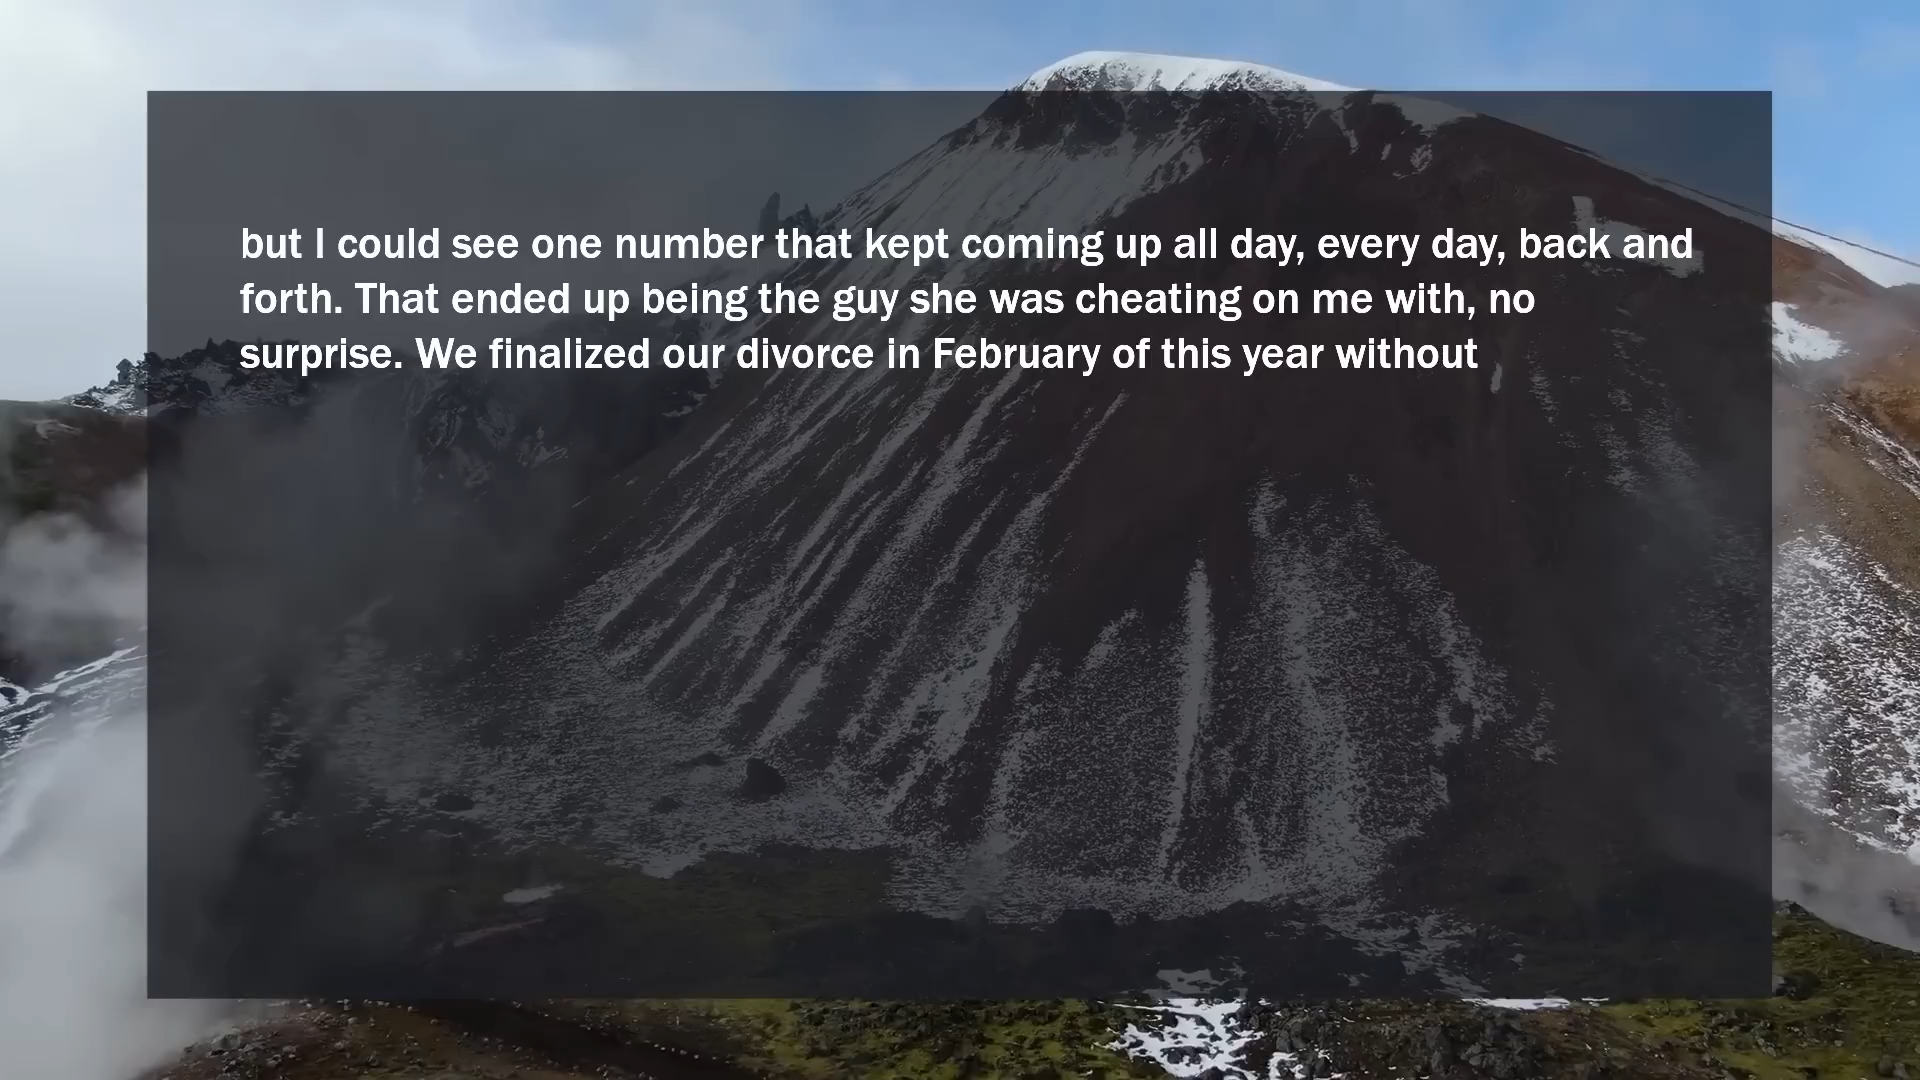 but I could see one number that kept coming up all day, every day, back and
forth. That ended up being the guy she was cheating on me with, no
surprise. We finalized our divorce in February of this year without